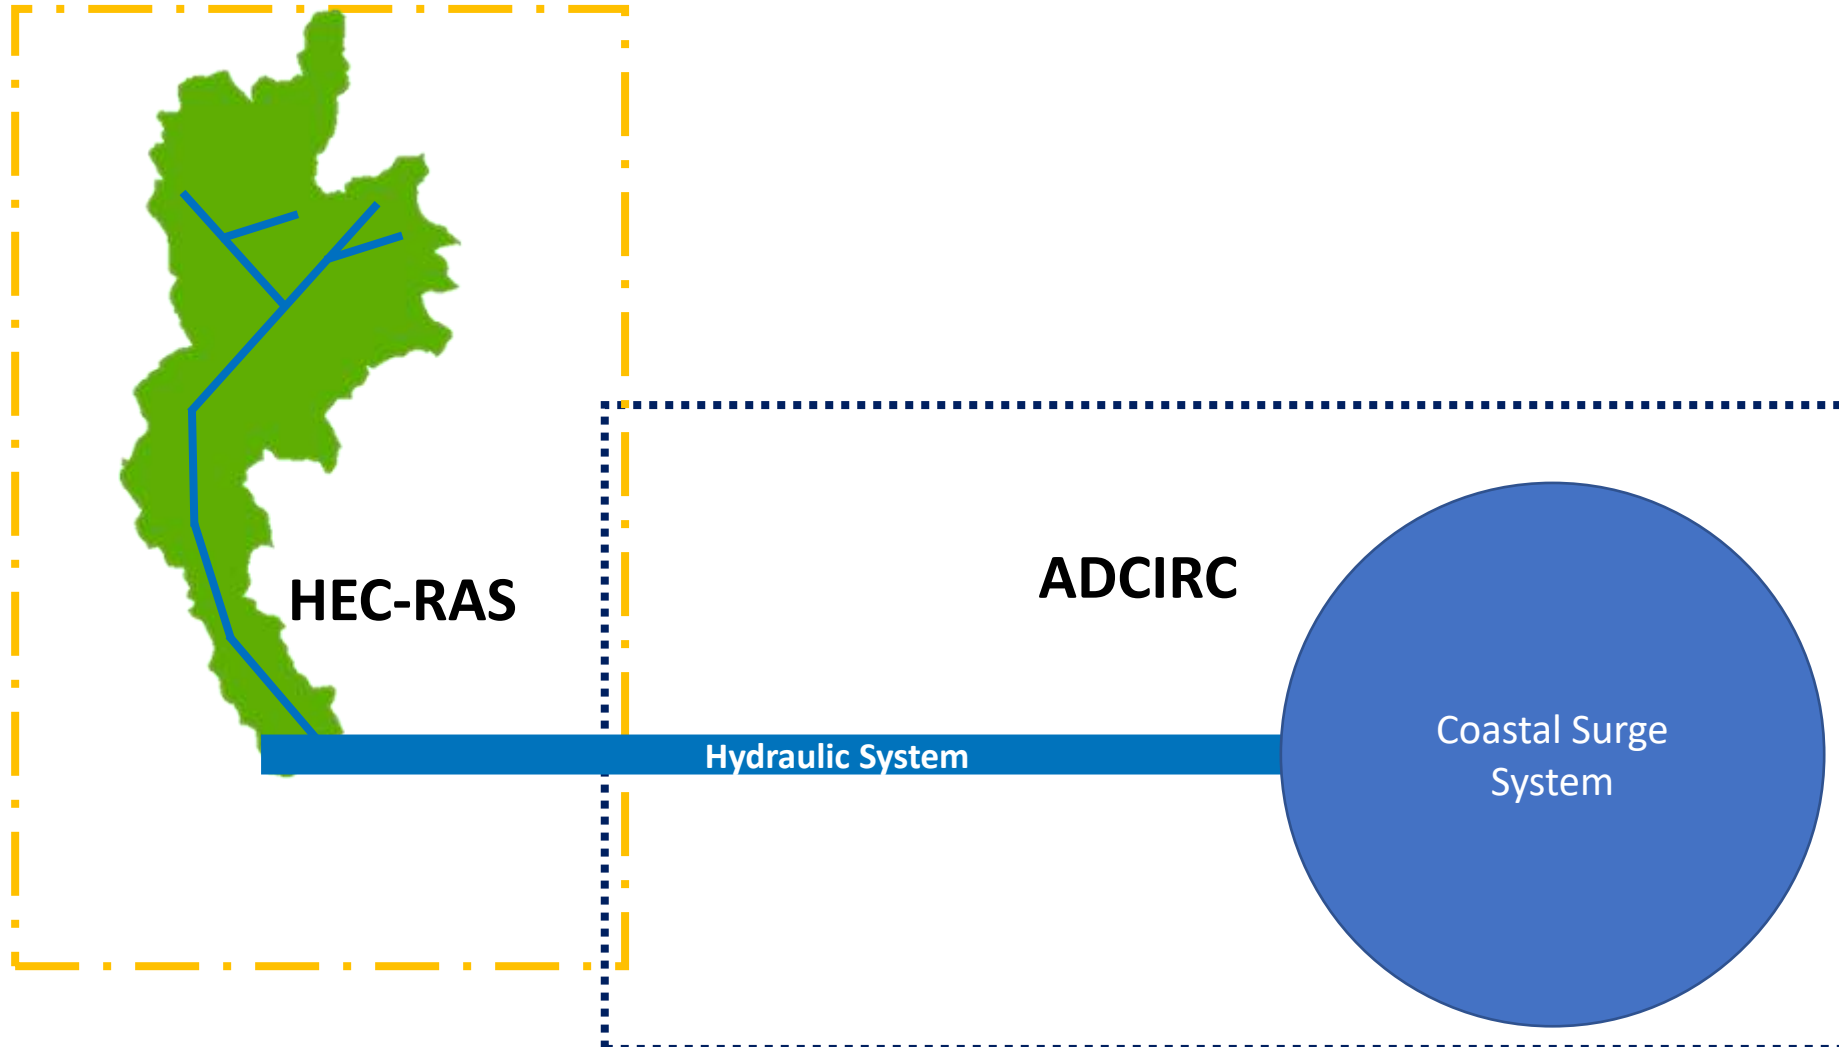 HEC-RAS
ADCIRC
Hydraulic System
Coastal Surge
System